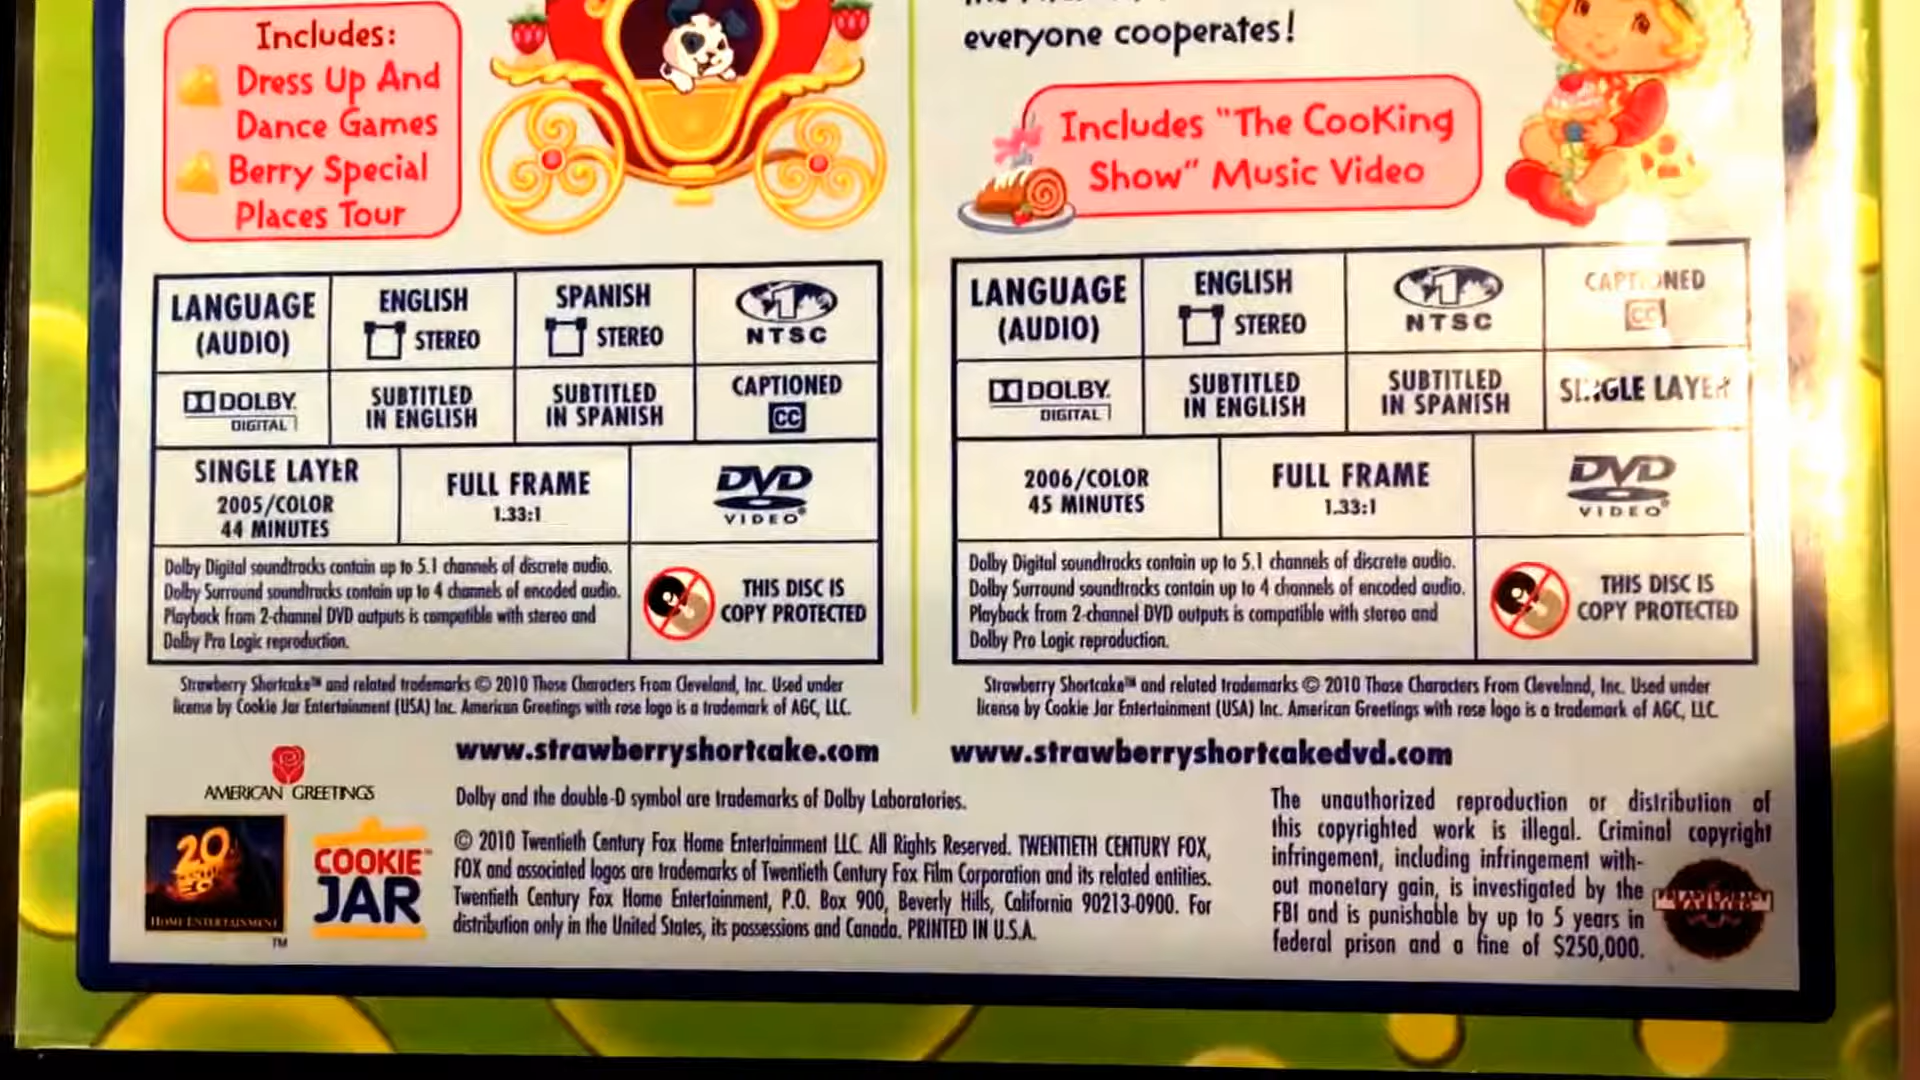 Includes:
Dress Up And
Dance Games
Berry Special
Places Tour
LANGUAGE
(AUDIO)
ENGLISH
STEREO
SPANISH
STEREO
1
NTSC
DOLBY
DIGITAL
SUBTITLED
IN ENGLISH
SUBTITLED
IN SPANISH
CAPTIONED
CC
SINGLE LAYER
2005/COLOR
44 MINUTES
FULL FRAME
1.33:1
DVD
VIDEO®
Dolby Digital soundtracks contain up to 5.1 channels of discrete audio.
Dolby Surround soundtracks contain up to 4 channels of encoded audio.
Playback from 2-channel DVD outputs is compatible with stereo and
Dolby Pro Logic reproduction.
THIS DISC IS
COPY PROTECTED
Strawberry Shortcake™ and related trademarks © 2010 Those Characters From Cleveland, Inc. Used under
license by Cookie Jar Entertainment (USA) Inc. American Greetings with rose logo is a trademark of AGC, LLC.
everyone cooperates!
Includes "The Cooking
Show" Music Video
LANGUAGE
(AUDIO)
ENGLISH
STEREO
1
NTSC
CAPTIONED
CC
DOLBY
DIGITAL
SUBTITLED
IN ENGLISH
SUBTITLED
IN SPANISH
SINGLE LAYER
2006/COLOR
45 MINUTES
FULL FRAME
1.33:1
DVD
VIDEO®
Dolby Digital soundtracks contain up to 5.1 channels of discrete audio.
Dolby Surround soundtracks contain up to 4 channels of encoded audio.
Playback from 2-channel DVD outputs is compatible with stereo and
Dolby Pro Logic reproduction.
THIS DISC IS
COPY PROTECTED
Strawberry Shortcake™ and related trademarks © 2010 Those Characters From Cleveland, Inc. Used under
license by Cookie Jar Entertainment (USA) Inc. American Greetings with rose logo is a trademark of AGC, LLC
www.strawberryshortcake.com
www.strawberryshortcakedvd.com
AMERICAN GREETINGS
20
HOME ENTERTAINMENT
TM
COOKIE™
JAR
Dolby and the double-D symbol are trademarks of Dolby Laboratories.
© 2010 Twentieth Century Fox Home Entertainment LLC. All Rights Reserved. TWENTIETH CENTURY FOX,
FOX and associated logos are trademarks of Twentieth Century Fox Film Corporation and its related entities.
Twentieth Century Fox Home Entertainment, P.O. Box 900, Beverly Hills, California 90213-0900. For
distribution only in the United States, its possessions and Canada. PRINTED IN U.S.A.
The unauthorized reproduction or distribution of
this copyrighted work is illegal. Criminal copyright
infringement, including infringement with-
out monetary gain, is investigated by the
FBI and is punishable by up to 5 years in
federal prison and a fine of $250,000.